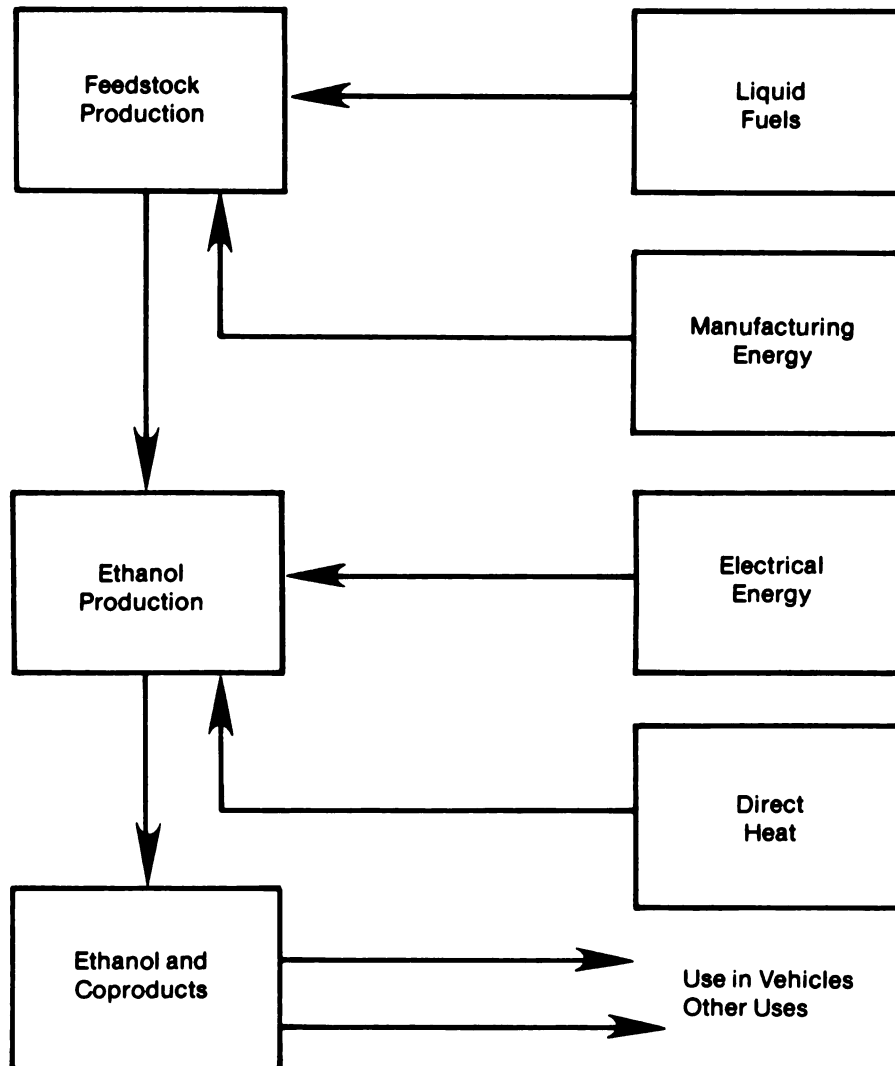 Feedstock
Production
Liquid
Fuels
Manufacturing
Energy
Ethanol
Production
Electrical
Energy
Direct
Heat
Ethanol and
Coproducts
Use in Vehicles
Other Uses